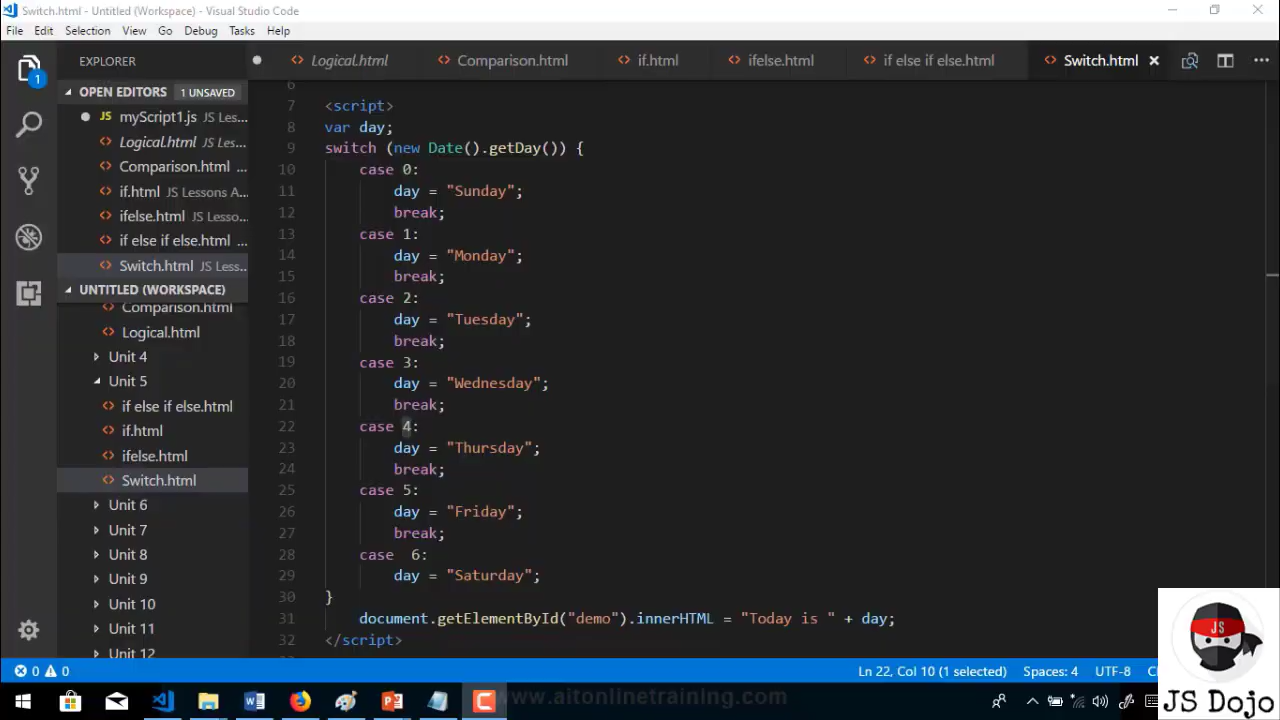 Switch.html - Untitled (Workspace) - Visual Studio Code
File Edit Selection View Go Debug Tasks Help
EXPLORER
Logical.html Comparison.html if.html ifelse.html if else if else.html Switch.html
OPEN EDITORS 1 UNSAVED
JS myScript1.js JS Les...
Logical.html JS Less...
Comparison.html ...
if.html JS Lessons A...
ifelse.html JS Lesso...
if else if else.html ...
Switch.html JS Less...
UNTITLED (WORKSPACE)
Comparison.html
Logical.html
Unit 4
Unit 5
if else if else.html
if.html
ifelse.html
Switch.html
Unit 6
Unit 7
Unit 8
Unit 9
Unit 10
Unit 11
Unit 12
1
6
7 <script>
8 var day;
9 switch (new Date().getDay()) {
10 case 0:
11 day = "Sunday";
12 break;
13 case 1:
14 day = "Monday";
15 break;
16 case 2:
17 day = "Tuesday";
18 break;
19 case 3:
20 day = "Wednesday";
21 break;
22 case 4:
23 day = "Thursday";
24 break;
25 case 5:
26 day = "Friday";
27 break;
28 case  6:
29 day = "Saturday";
30 }
31 document.getElementById("demo").innerHTML = "Today is " + day;
32 </script>
0 0
Ln 22, Col 10 (1 selected) Spaces: 4 UTF-8
www.aitonlinetraining.com
JS
JS Dojo